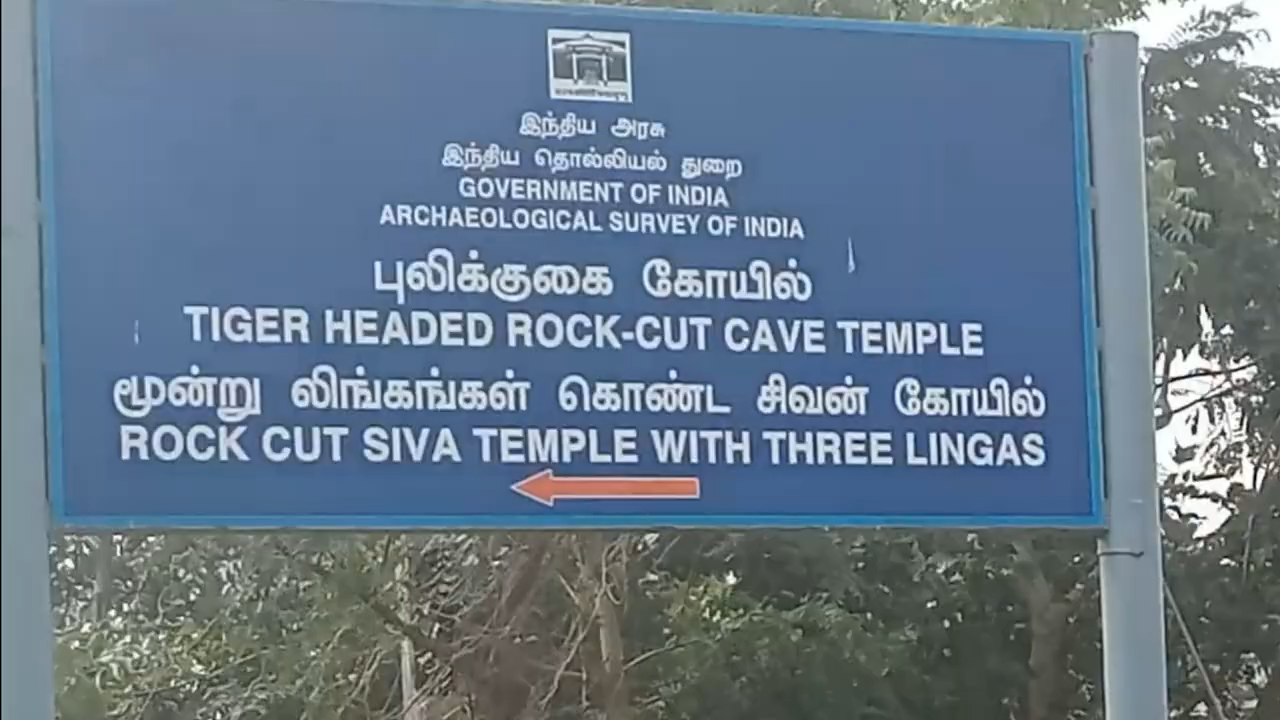 இந்திய அரசு
இந்திய தொல்லியல் துறை
GOVERNMENT OF INDIA
ARCHAEOLOGICAL SURVEY OF INDIA
புலிக்குகை கோயில்
TIGER HEADED ROCK-CUT CAVE TEMPLE
மூன்று லிங்கங்கள் கொண்ட சிவன் கோயில்
ROCK CUT SIVA TEMPLE WITH THREE LINGAS